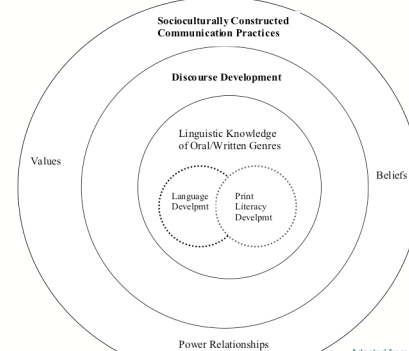 Socioculturally Constructed
Communication Practices
Discourse Development
Linguistic Knowledge
of Oral/Written Genres
Values
Beliefs
Language
Develpmt
Print
Literacy
Develpmt
Power Relationships